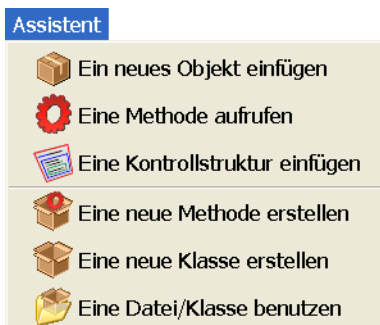 Assistent
Ein neues Objekt einfügen
Eine Methode aufrufen
Eine Kontrollstruktur einfügen
Eine neue Methode erstellen
Eine neue Klasse erstellen
Eine Datei/Klasse benutzen